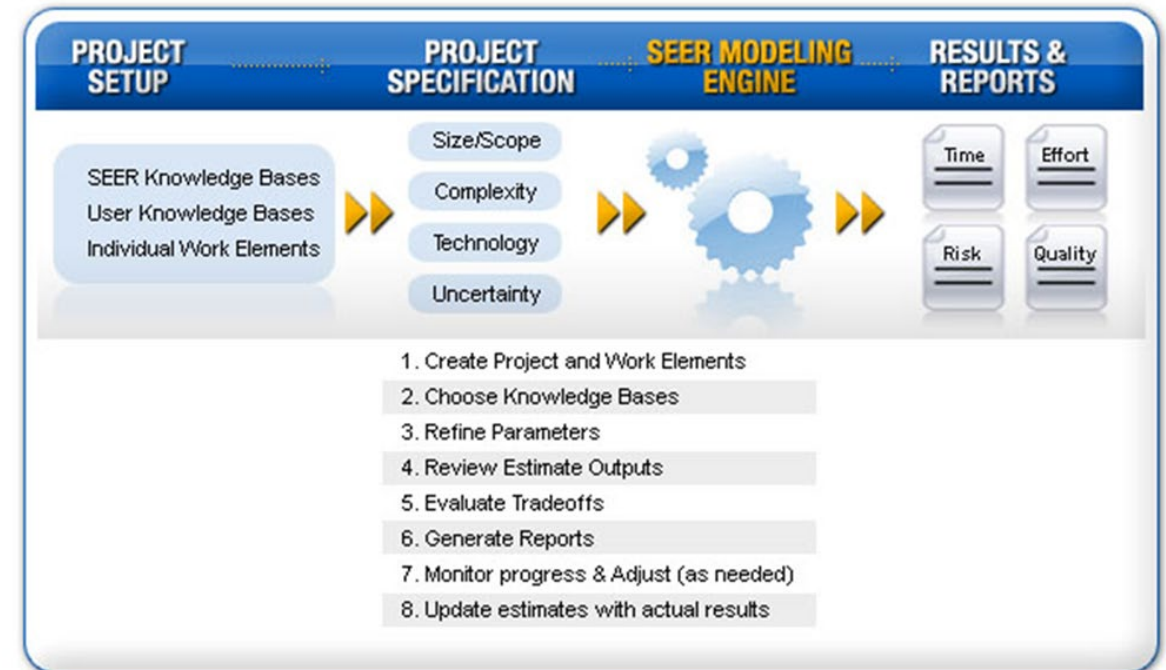 PROJECT
SETUP
PROJECT
SPECIFICATION
SEER MODELING
ENGINE
RESULTS &
REPORTS
SEER Knowledge Bases
User Knowledge Bases
Individual Work Elements
Size/Scope
Complexity
Technology
Uncertainty
Time
Effort
Risk
Quality
1. Create Project and Work Elements
2. Choose Knowledge Bases
3. Refine Parameters
4. Review Estimate Outputs
5. Evaluate Tradeoffs
6. Generate Reports
7. Monitor progress & Adjust (as needed)
8. Update estimates with actual results